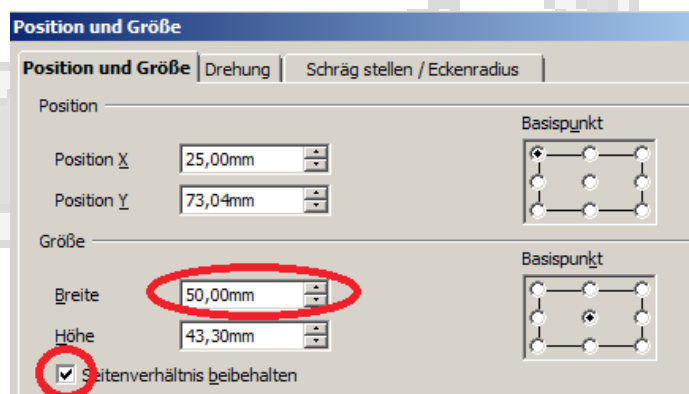 Position und Größe
Position und Größe Drehung Schräg stellen / Eckenradius
Position
Basispunkt
Position X 25,00mm
Position Y 73,04mm
Größe
Basispunkt
Breite 50,00mm
Höhe 43,30mm
Seitenverhältnis beibehalten